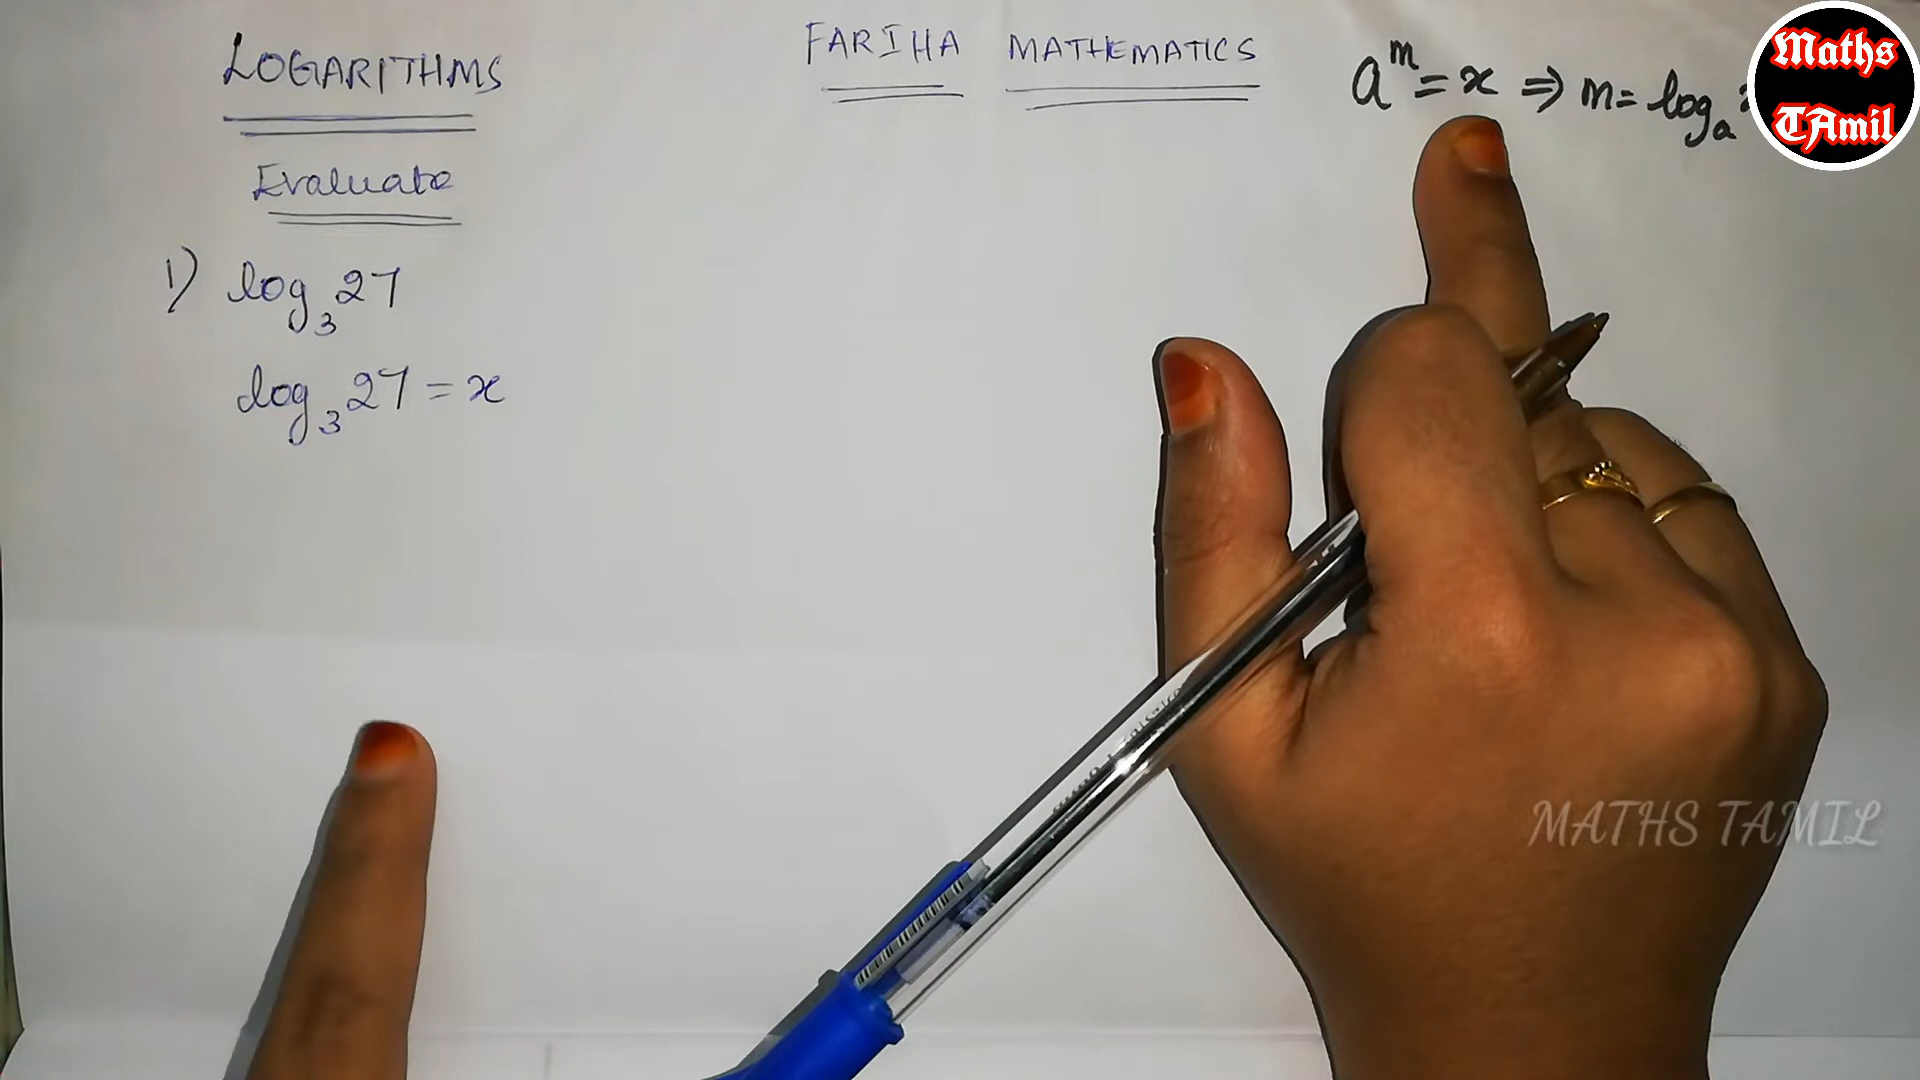 LOGARITHMS
FARIHA MATHEMATICS
aᵐ = x ⇒ m = logₐ
Maths
TAmil
Evaluate
1) log₃27
log₃27 = x
MATHS TAMIL